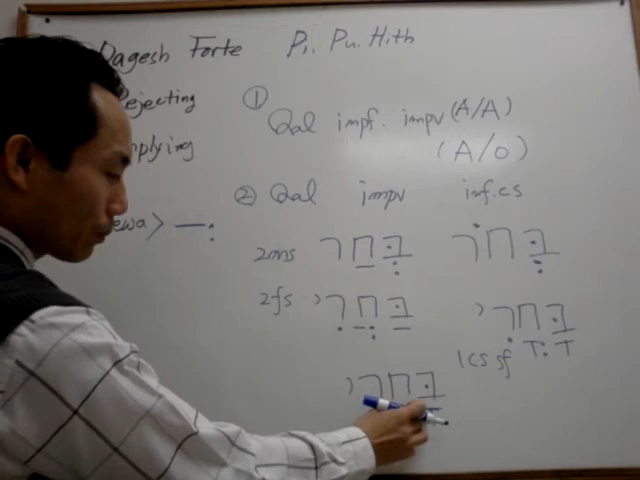 Dagesh Forte Pi. Pu. Hith
Rejecting ①
Qal impf. impv (A/A)
plying (A/O)
② Qal impv inf.cs
ewa> —:
2ms בְּחַר בְּחֹר
2fs בַּחֲרִי בָּחֳרִי
1cs sf
בַּחרי